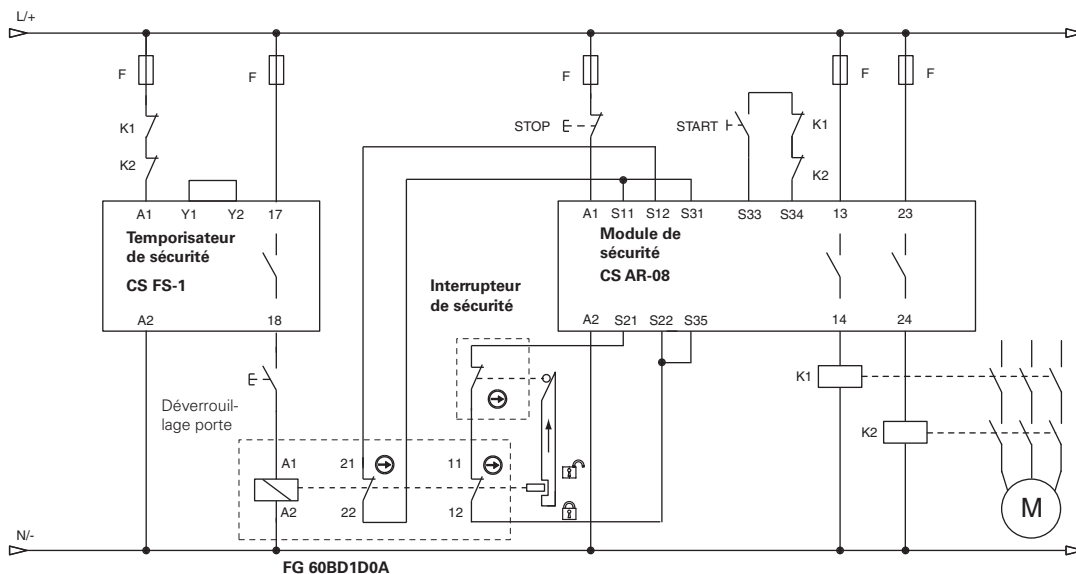 L/+
F
F
F
F
F
K1
K2
STOP
START
K1
K2
A1 Y1 Y2 17
Temporisateur
de sécurité
CS FS-1
A2 18
A1 S11 S12 S31 S33 S34 13 23
Module de
sécurité
CS AR-08
A2 S21 S22 S35 14 24
Interrupteur
de sécurité
Déverrouil-
lage porte
K1
K2
A1 21 11
A2 22 12
M
N/-
FG 60BD1D0A